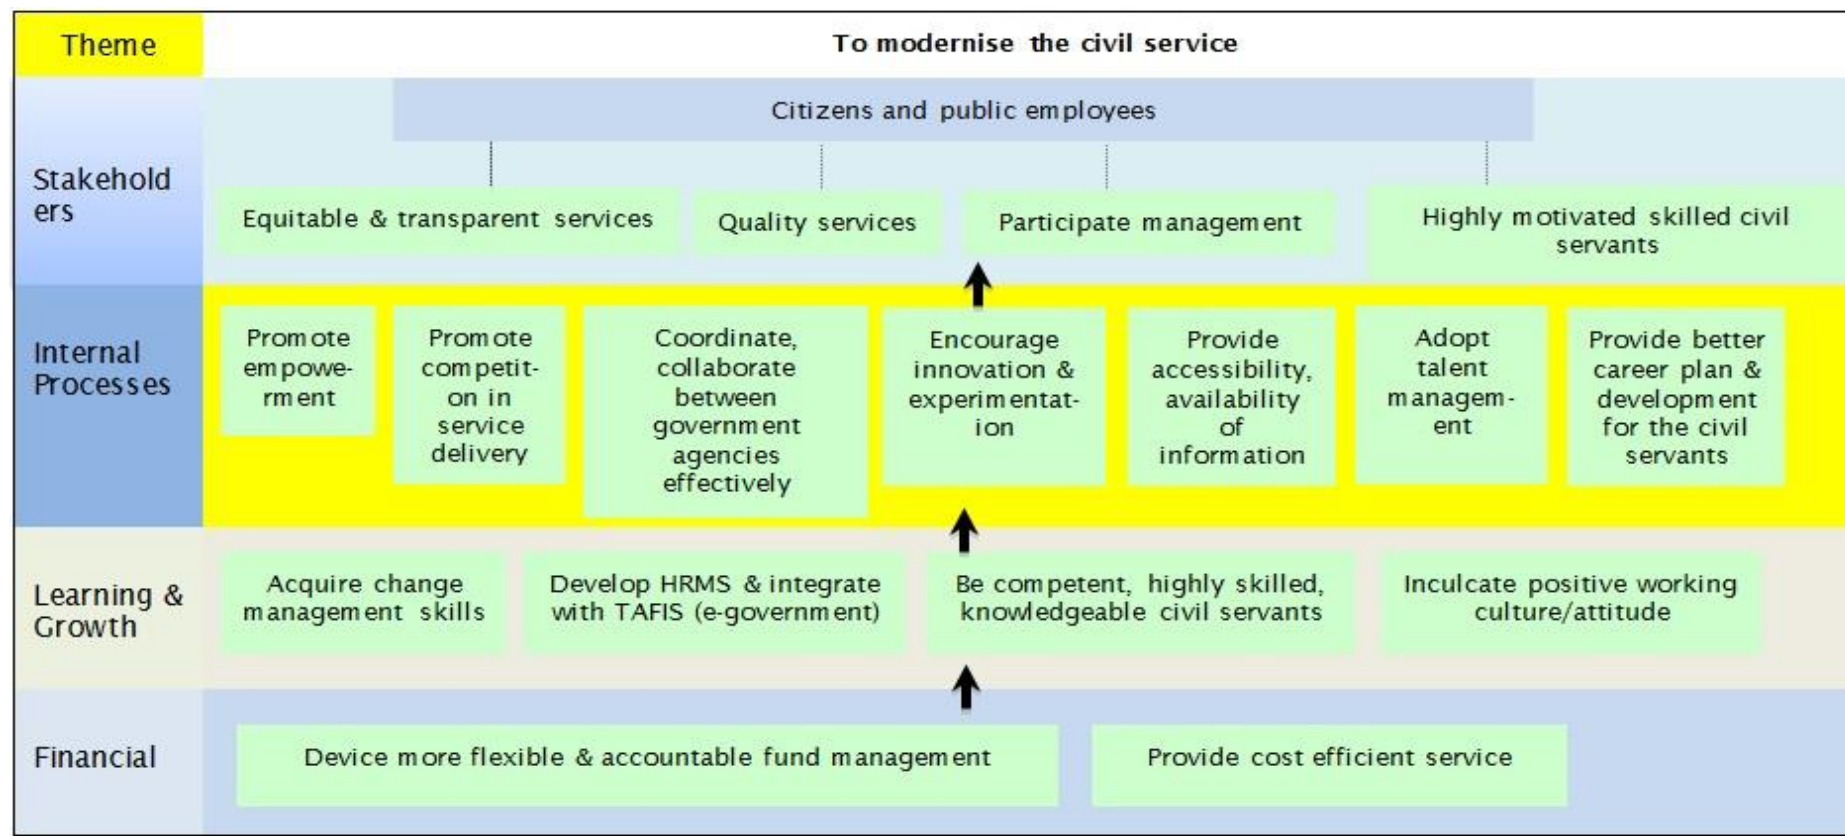 Theme
To modernise the civil service
Stakehold
ers
Citizens and public employees
Equitable & transparent services
Quality services
Participate management
Highly motivated skilled civil
servants
Internal
Processes
Promote
empowe-
rment
Promote
competit-
on in
service
delivery
Coordinate,
collaborate
between
government
agencies
effectively
Encourage
innovation &
experimentat-
ion
Provide
accessibility,
availability
of
information
Adopt
talent
managem-
ent
Provide better
career plan &
development
for the civil
servants
Learning &
Growth
Acquire change
management skills
Develop HRMS & integrate
with TAFIS (e-government)
Be competent, highly skilled,
knowledgeable civil servants
Inculcate positive working
culture/attitude
Financial
Device more flexible & accountable fund management
Provide cost efficient service